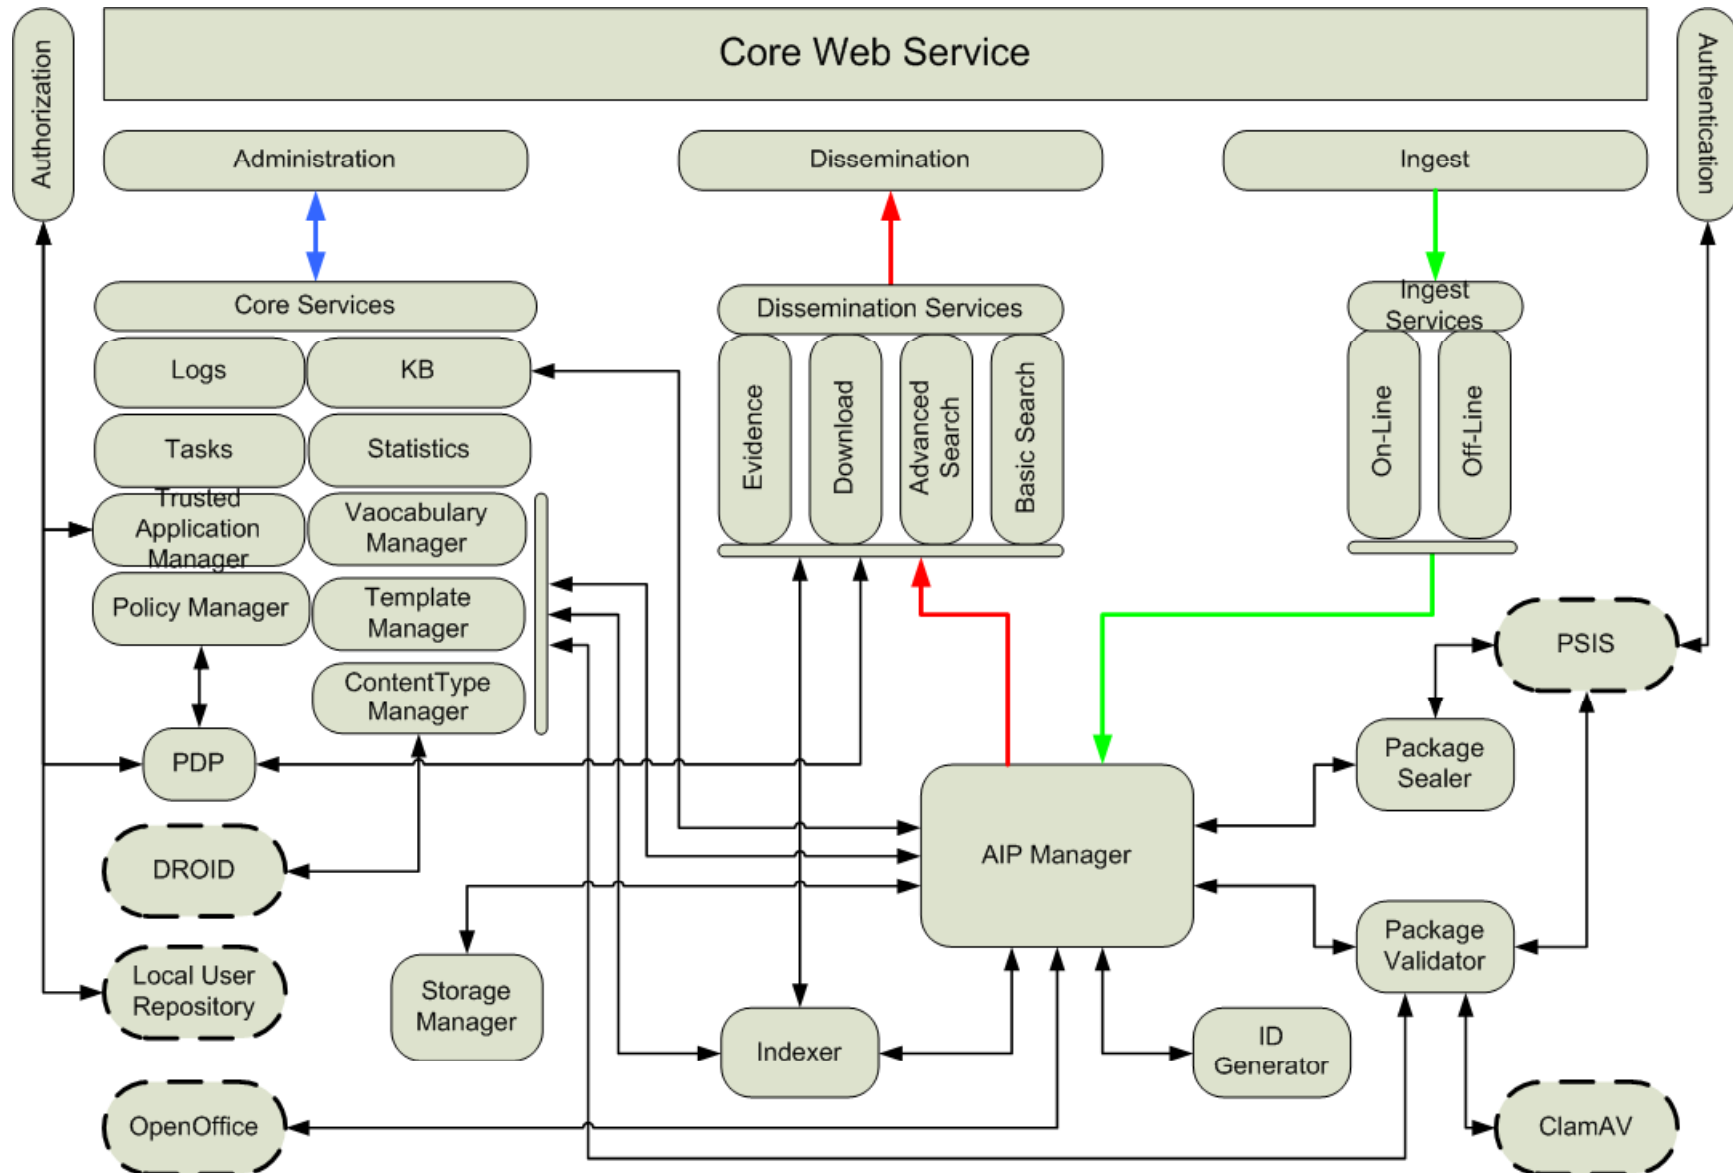 Core Web Service
Authorization
Authentication
Administration
Dissemination
Ingest
Core Services
Dissemination Services
Ingest
Services
Logs
KB
Tasks
Statistics
Trusted
Application
Manager
Vaocabulary
Manager
Policy Manager
Template
Manager
ContentType
Manager
Evidence
Download
Advanced
Search
Basic Search
On-Line
Off-Line
PSIS
PDP
Package
Sealer
DROID
AIP Manager
Package
Validator
Local User
Repository
Storage
Manager
Indexer
ID
Generator
OpenOffice
ClamAV